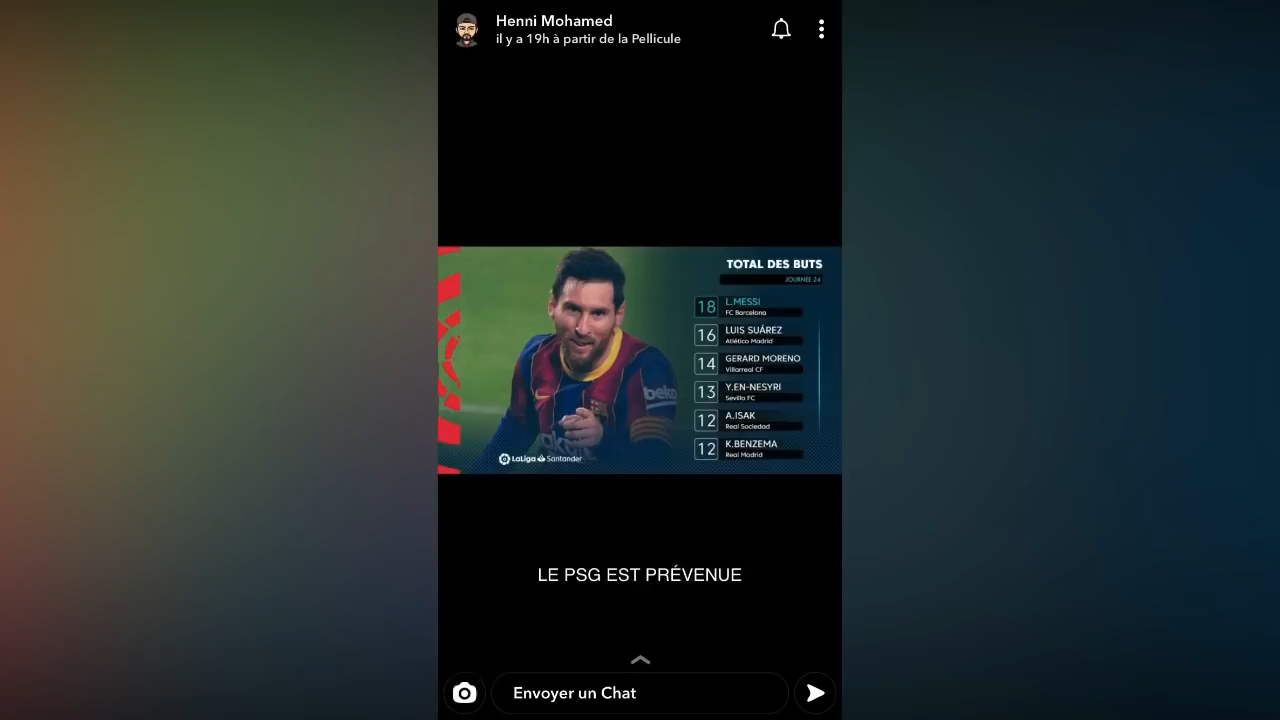 Henni Mohamed
il y a 19h à partir de la Pellicule
TOTAL DES BUTS
JOURNÉE 24
18 L.MESSI
FC Barcelona
16 LUIS SUÁREZ
Atlético Madrid
14 GERARD MORENO
Villarreal CF
13 Y.EN-NESYRI
Sevilla FC
12 A.ISAK
Real Sociedad
12 K.BENZEMA
Real Madrid
beko
LaLiga Santander
LE PSG EST PRÉVENUE
Envoyer un Chat